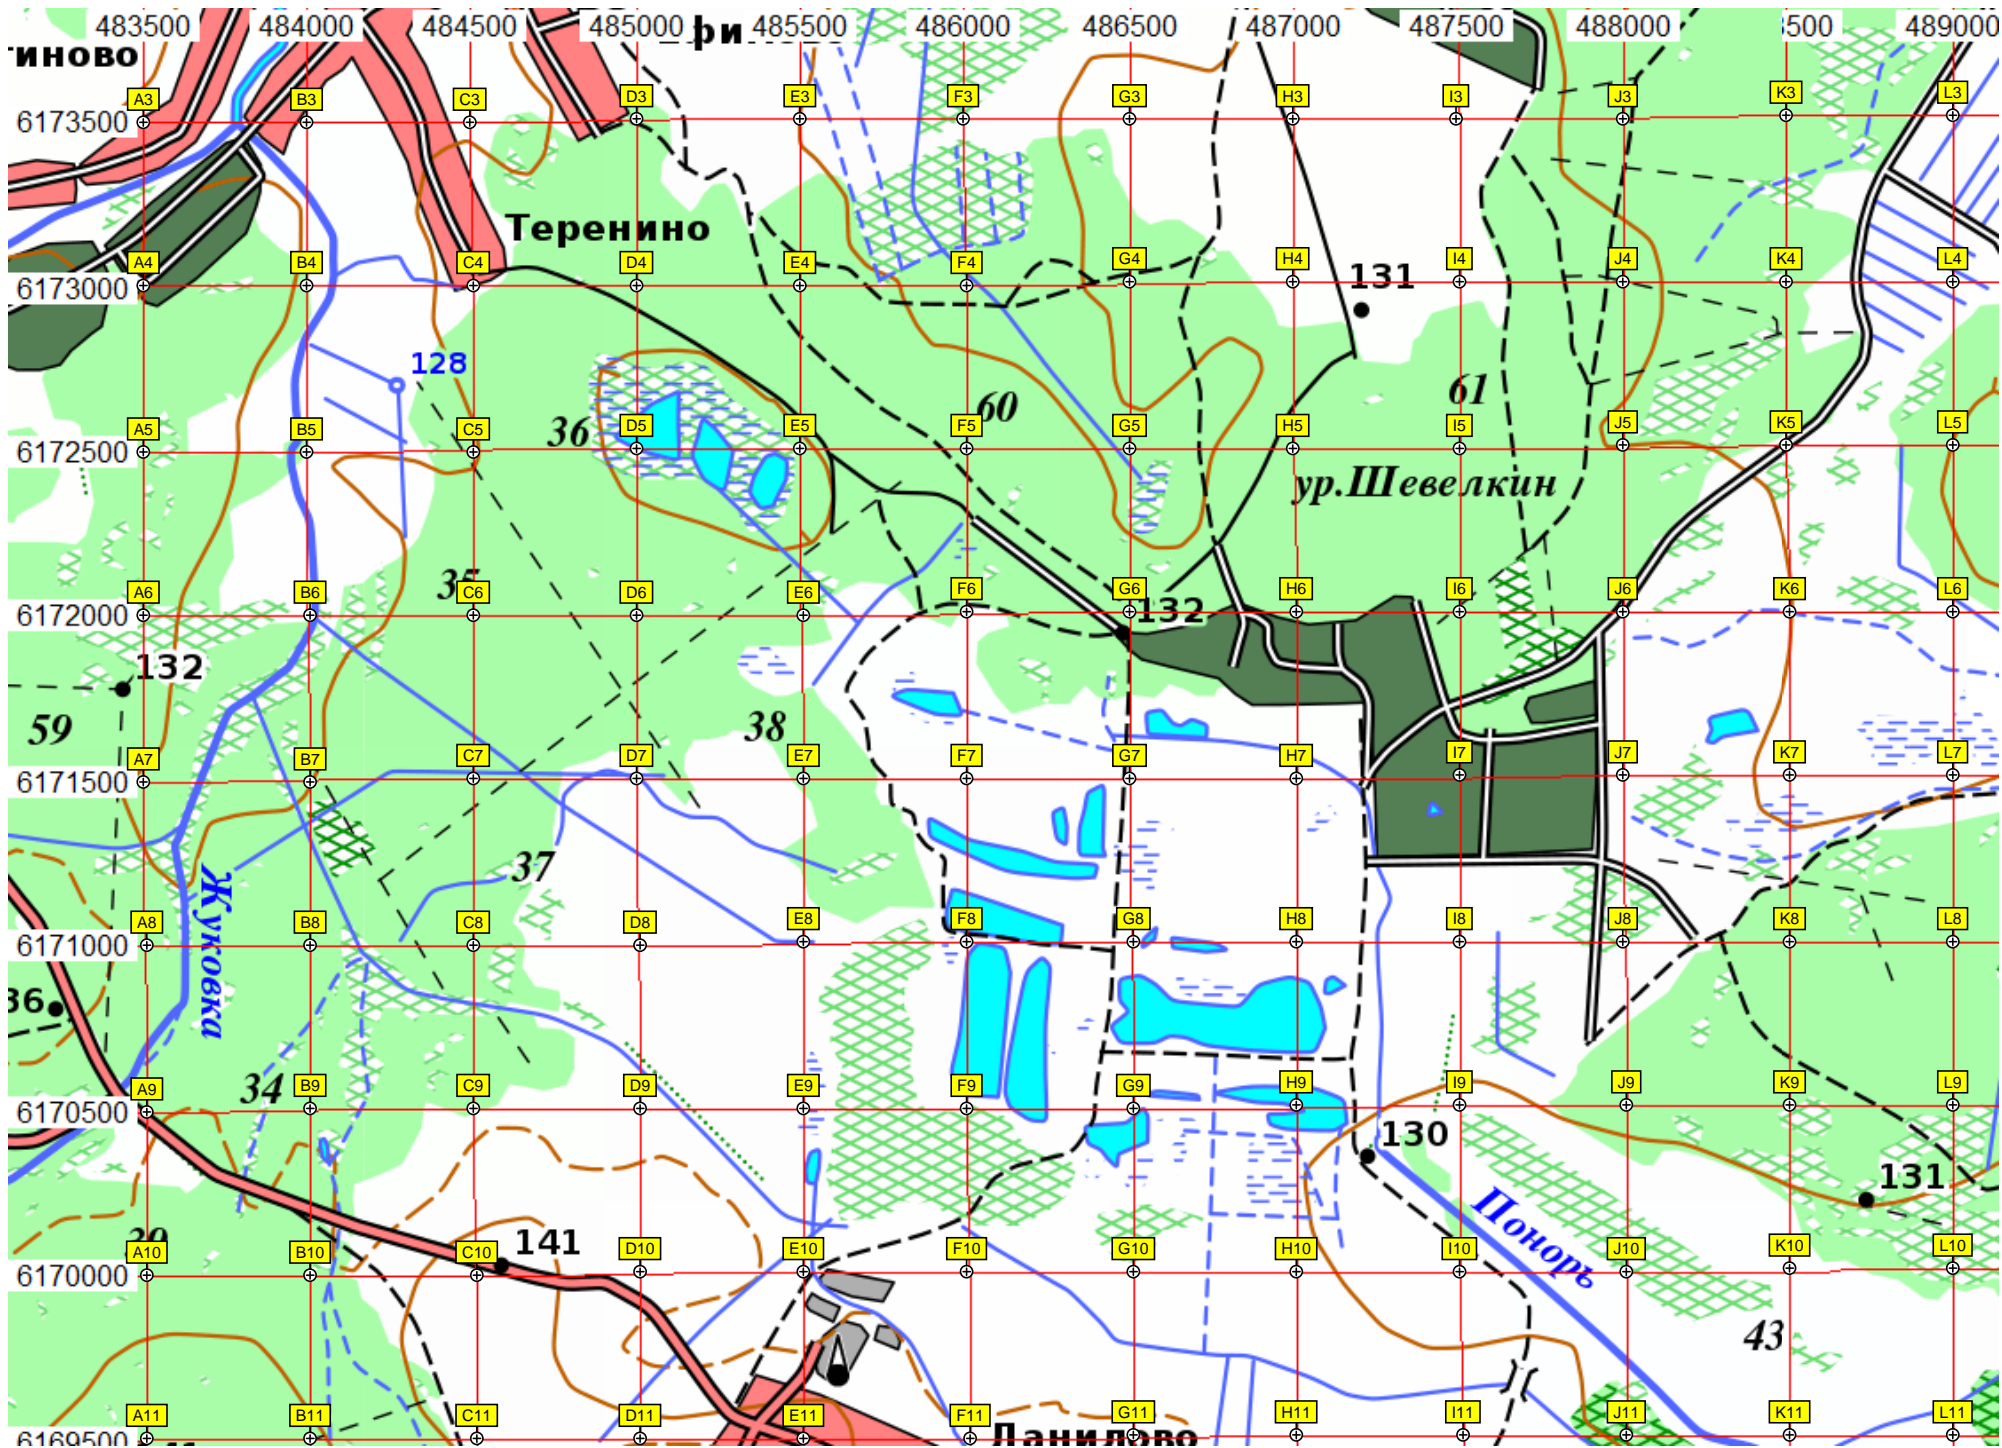 483500 484000 484500 485000 485500 486000 486500 487000 487500 488000 489000
A3 B3 C3 D3 E3 F3 G3 H3 I3 J3 K3 L3
6173500
Теренино
A4 B4 C4 D4 E4 F4 G4 H4 I4 J4 K4 L4
6173000
131
128
36 60 61
A5 B5 C5 D5 E5 F5 G5 H5 I5 J5 K5 L5
6172500
ур.Шевелкин
35
A6 B6 C6 D6 E6 F6 G6 H6 I6 J6 K6 L6
6172000
132
132
59 38
A7 B7 C7 D7 E7 F7 G7 H7 I7 J7 K7 L7
6171500
37
Жуковка
A8 B8 C8 D8 E8 F8 G8 H8 I8 J8 K8 L8
6171000
34
A9 B9 C9 D9 E9 F9 G9 H9 I9 J9 K9 L9
6170500
130
131
Понорь
141
A10 B10 C10 D10 E10 F10 G10 H10 I10 J10 K10 L10
6170000
43
A11 B11 C11 D11 E11 F11 G11 H11 I11 J11 K11 L11
6169500
Данилово